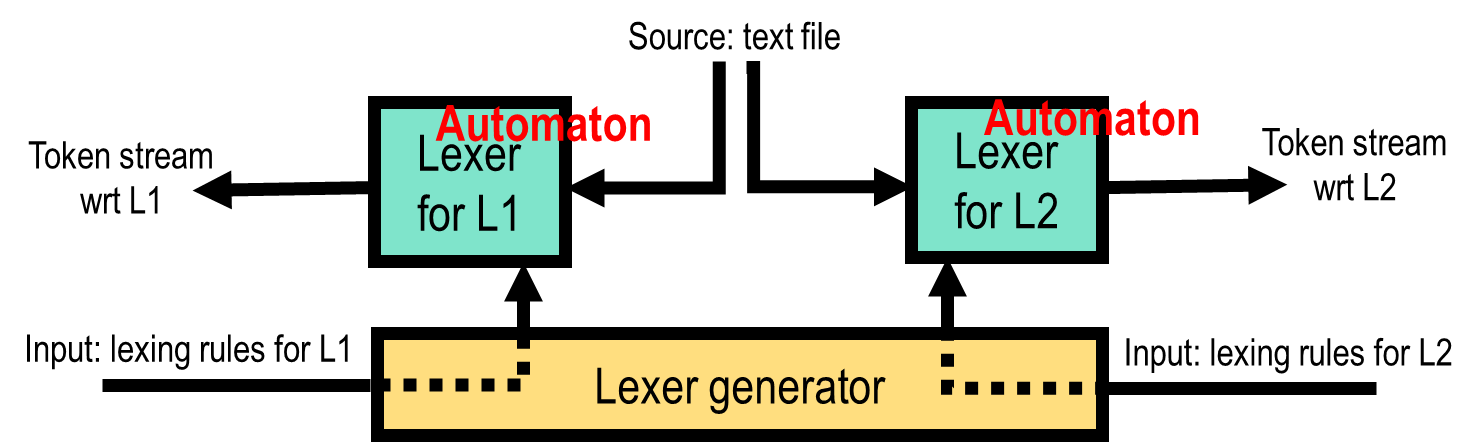 Source: text file
Automaton
Lexer
for L1
Automaton
Lexer
for L2
Token stream
wrt L1
Token stream
wrt L2
Input: lexing rules for L1
Lexer generator
Input: lexing rules for L2